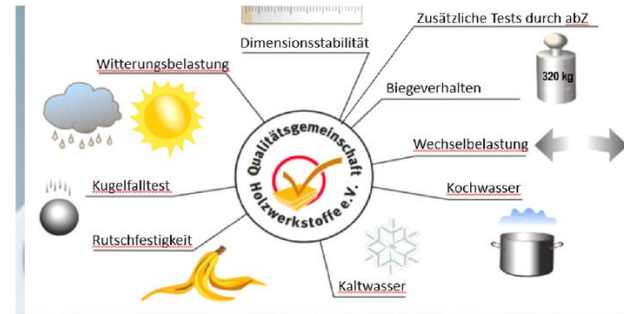 Zusätzliche Tests durch abZ
Dimensionsstabilität
Witterungsbelastung
Biegeverhalten
320 kg
Wechselbelastung
Kugelfalltest
Qualitätsgemeinschaft
Holzwerkstoffe e.V.
Kochwasser
Rutschfestigkeit
Kaltwasser